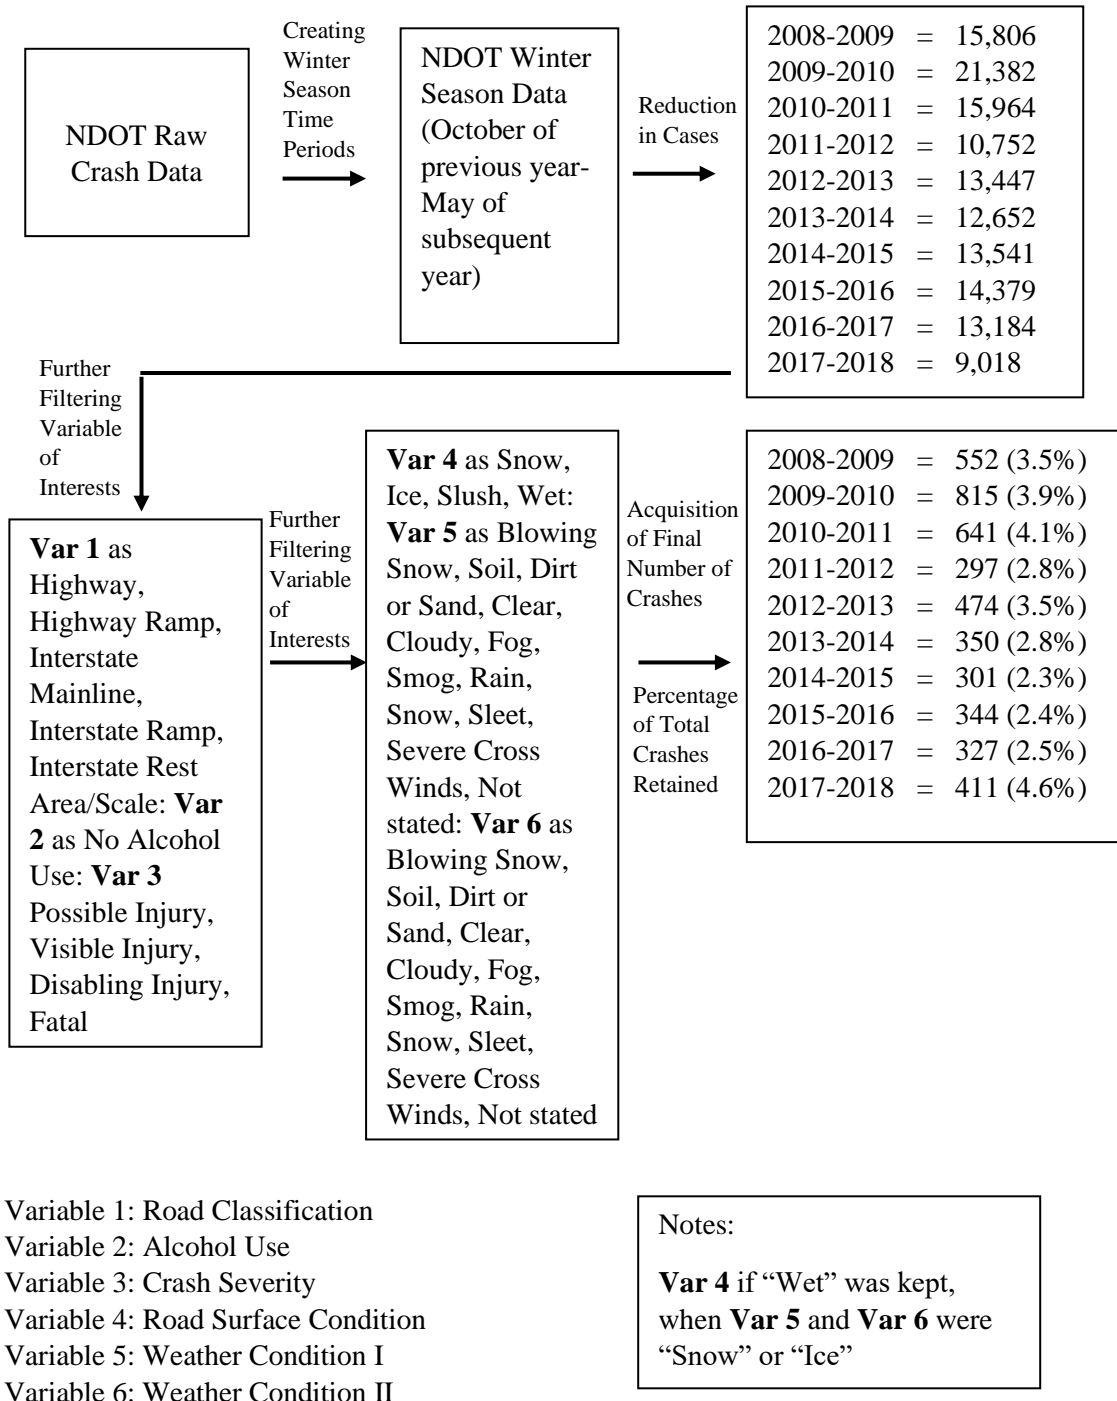 NDOT Raw
Crash Data
Creating
Winter
Season
Time
Periods
NDOT Winter
Season Data
(October of
previous year-
May of
subsequent
year)
Reduction
in Cases
2008-2009 = 15,806
2009-2010 = 21,382
2010-2011 = 15,964
2011-2012 = 10,752
2012-2013 = 13,447
2013-2014 = 12,652
2014-2015 = 13,541
2015-2016 = 14,379
2016-2017 = 13,184
2017-2018 = 9,018
Further
Filtering
Variable
of
Interests
Var 1 as
Highway,
Highway Ramp,
Interstate
Mainline,
Interstate Ramp,
Interstate Rest
Area/Scale: Var
2 as No Alcohol
Use: Var 3
Possible Injury,
Visible Injury,
Disabling Injury,
Fatal
Further
Filtering
Variable
of
Interests
Var 4 as Snow,
Ice, Slush, Wet:
Var 5 as Blowing
Snow, Soil, Dirt
or Sand, Clear,
Cloudy, Fog,
Smog, Rain,
Snow, Sleet,
Severe Cross
Winds, Not
stated: Var 6 as
Blowing Snow,
Soil, Dirt or
Sand, Clear,
Cloudy, Fog,
Smog, Rain,
Snow, Sleet,
Severe Cross
Winds, Not stated
Acquisition
of Final
Number of
Crashes
Percentage
of Total
Crashes
Retained
2008-2009 = 552 (3.5%)
2009-2010 = 815 (3.9%)
2010-2011 = 641 (4.1%)
2011-2012 = 297 (2.8%)
2012-2013 = 474 (3.5%)
2013-2014 = 350 (2.8%)
2014-2015 = 301 (2.3%)
2015-2016 = 344 (2.4%)
2016-2017 = 327 (2.5%)
2017-2018 = 411 (4.6%)
Variable 1: Road Classification
Variable 2: Alcohol Use
Variable 3: Crash Severity
Variable 4: Road Surface Condition
Variable 5: Weather Condition I
Variable 6: Weather Condition II
Notes:
Var 4 if “Wet” was kept,
when Var 5 and Var 6 were
“Snow” or “Ice”